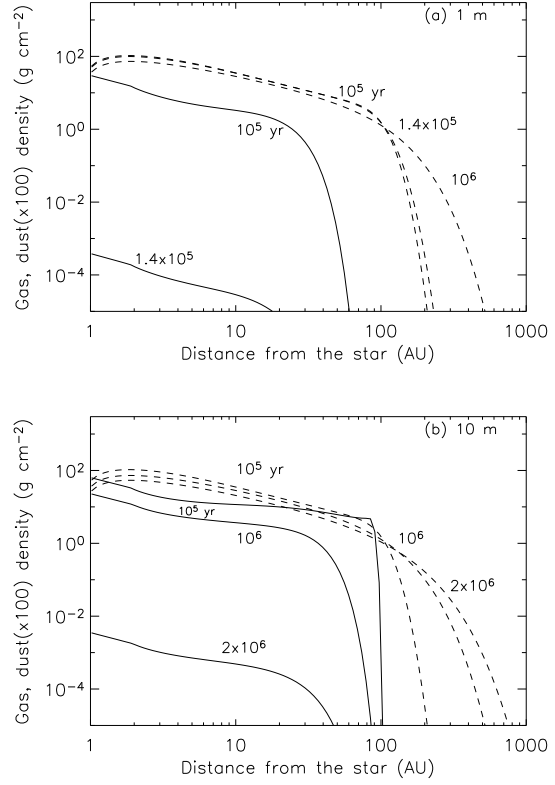 (a) 1 m
Gas, dust(x100) density (g cm⁻²)
10²
10⁰
10⁻²
10⁻⁴
10⁵ yr
10⁵ yr
1.4x10⁵
10⁶
1.4x10⁵
1 10 100 1000
Distance from the star (AU)
(b) 10 m
Gas, dust(x100) density (g cm⁻²)
10²
10⁰
10⁻²
10⁻⁴
10⁵ yr
10⁵ yr
10⁶
10⁶
2x10⁶
2x10⁶
1 10 100 1000
Distance from the star (AU)